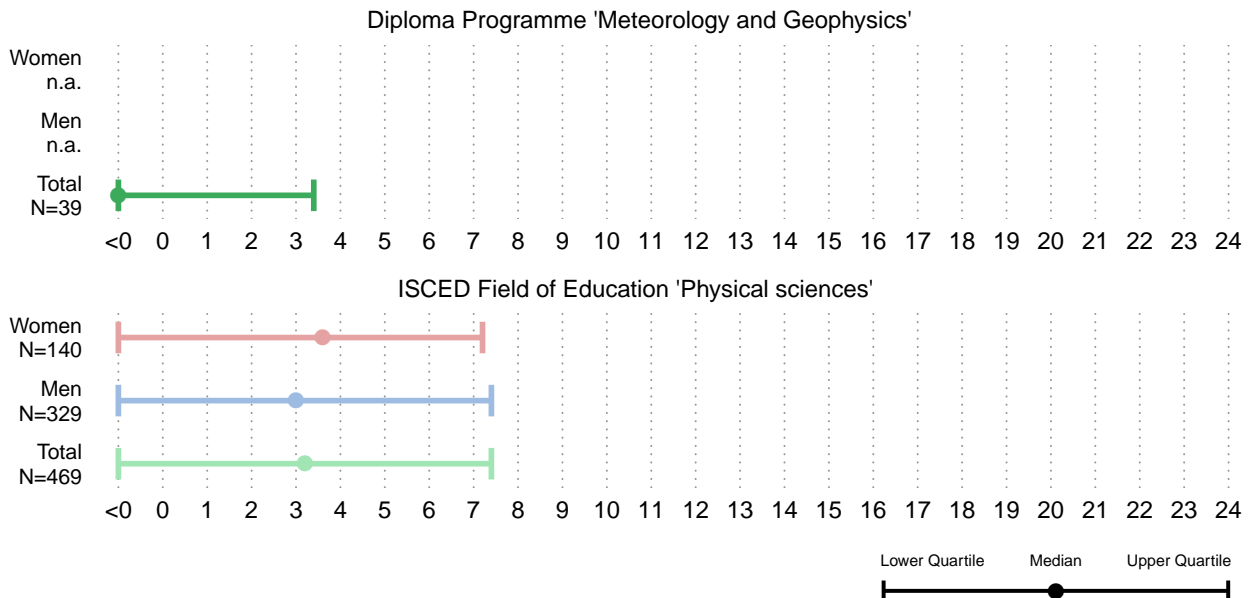 Diploma Programme 'Meteorology and Geophysics'
Women
n.a.
Men
n.a.
Total
N=39
<0 0 1 2 3 4 5 6 7 8 9 10 11 12 13 14 15 16 17 18 19 20 21 22 23 24
ISCED Field of Education 'Physical sciences'
Women
N=140
Men
N=329
Total
N=469
<0 0 1 2 3 4 5 6 7 8 9 10 11 12 13 14 15 16 17 18 19 20 21 22 23 24
Lower Quartile Median Upper Quartile